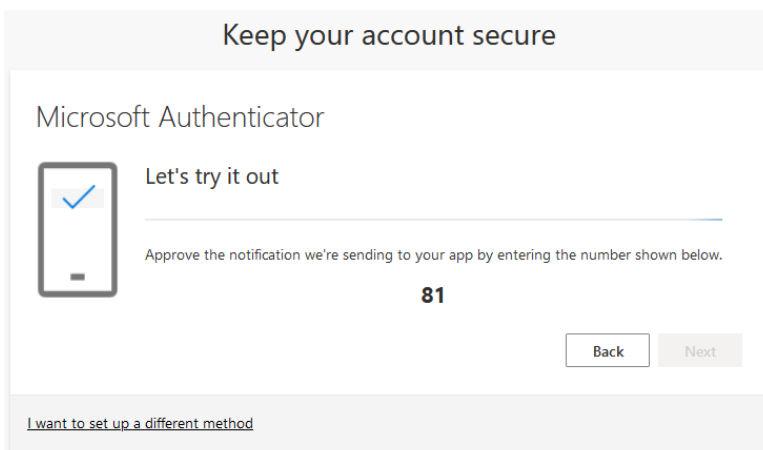 Keep your account secure
Microsoft Authenticator
Let's try it out
Approve the notification we're sending to your app by entering the number shown below.
81
Back
Next
I want to set up a different method